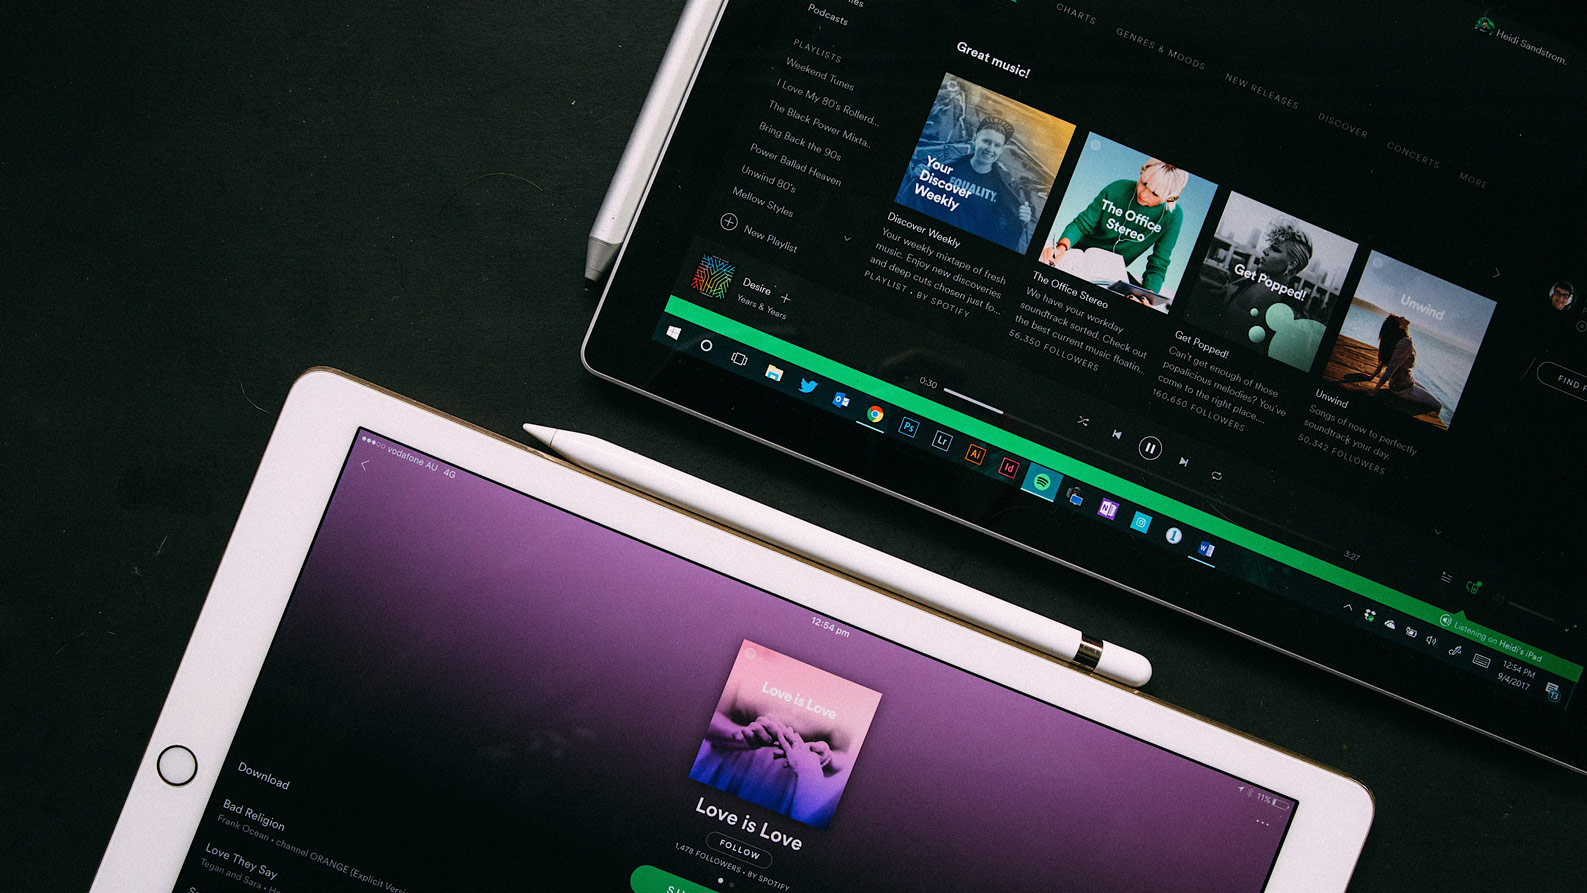 Podcasts
PLAYLISTS
Weekend Tunes
I Love My 80's Rollerd...
The Black Power Mixta...
Bring Back the 90s
Power Ballad Heaven
Unwind 80's
Mellow Styles
New Playlist
Desire
Years & Years
CHARTS
GENRES & MOODS
NEW RELEASES
DISCOVER
CONCERTS
MORE
Heidi Sandstrom.
Great music!
EQUALITY.
Your
Discover
Weekly
Discover Weekly
Your weekly mixtape of fresh
music. Enjoy new discoveries
and deep cuts chosen just fo...
PLAYLIST • BY SPOTIFY
The Office
Stereo
The Office Stereo
We have your workday
soundtrack sorted. Check out
the best current music floatin...
56,350 FOLLOWERS
Get Popped!
Get Popped!
Can't get enough of those
popalicious melodies? You've
come to the right place....
160,650 FOLLOWERS
Unwind
Unwind
Songs of now to perfectly
soundtrack your day.
50,342 FOLLOWERS
FIND F
0:30
3:27
Ps
Lr
Ai
Id
N
W
Listening on Heidi's iPad
12:54 PM
9/4/2017
13
vodafone AU 4G
12:54 pm
11%
Love is Love
Love is Love
FOLLOW
1,478 FOLLOWERS • BY SPOTIFY
Download
Bad Religion
Frank Ocean • channel ORANGE (Explicit Versi
Love They Say
Tegan and Sara •